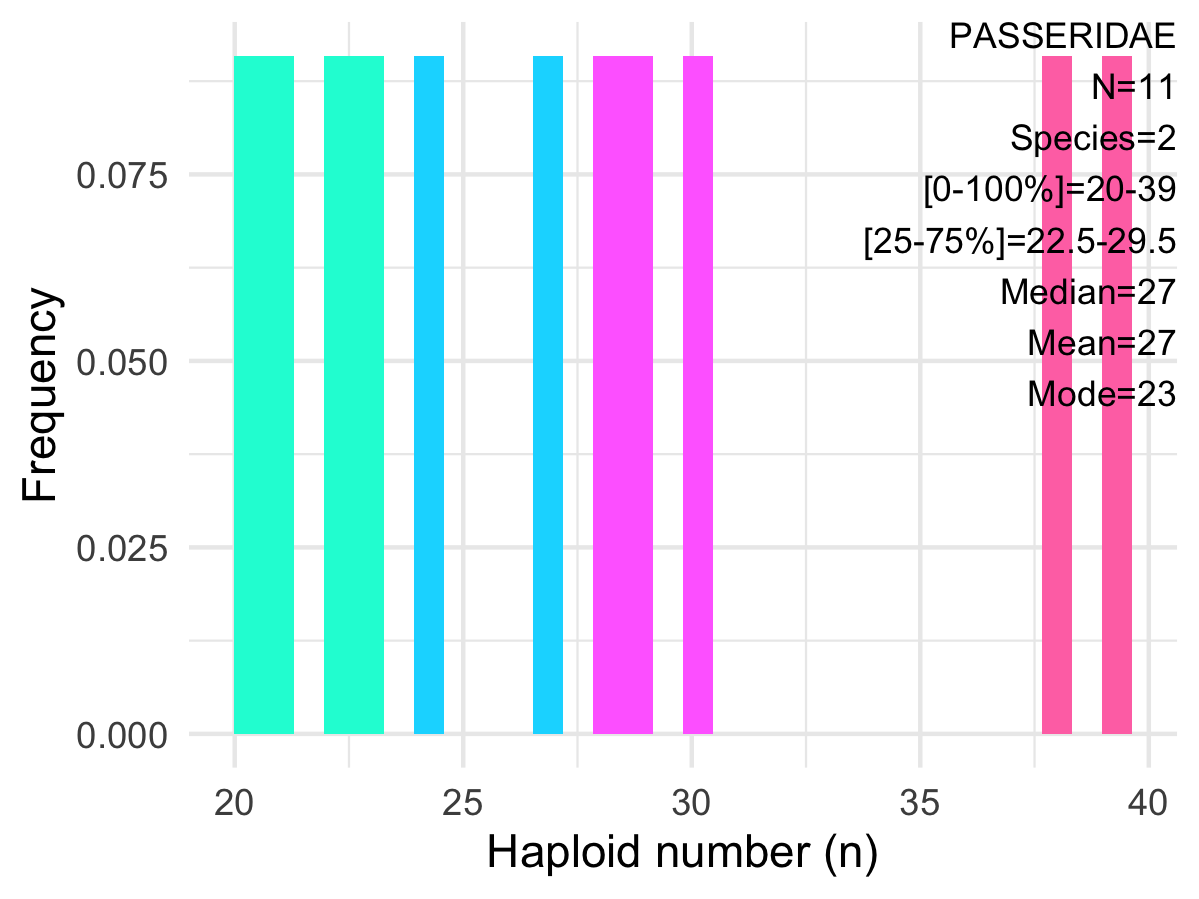 PASSERIDAE
N=11
Species=2
[0-100%]=20-39
[25-75%]=22.5-29.5
Median=27
Mean=27
Mode=23
Frequency
0.075
0.050
0.025
0.000
20 25 30 35 40
Haploid number (n)